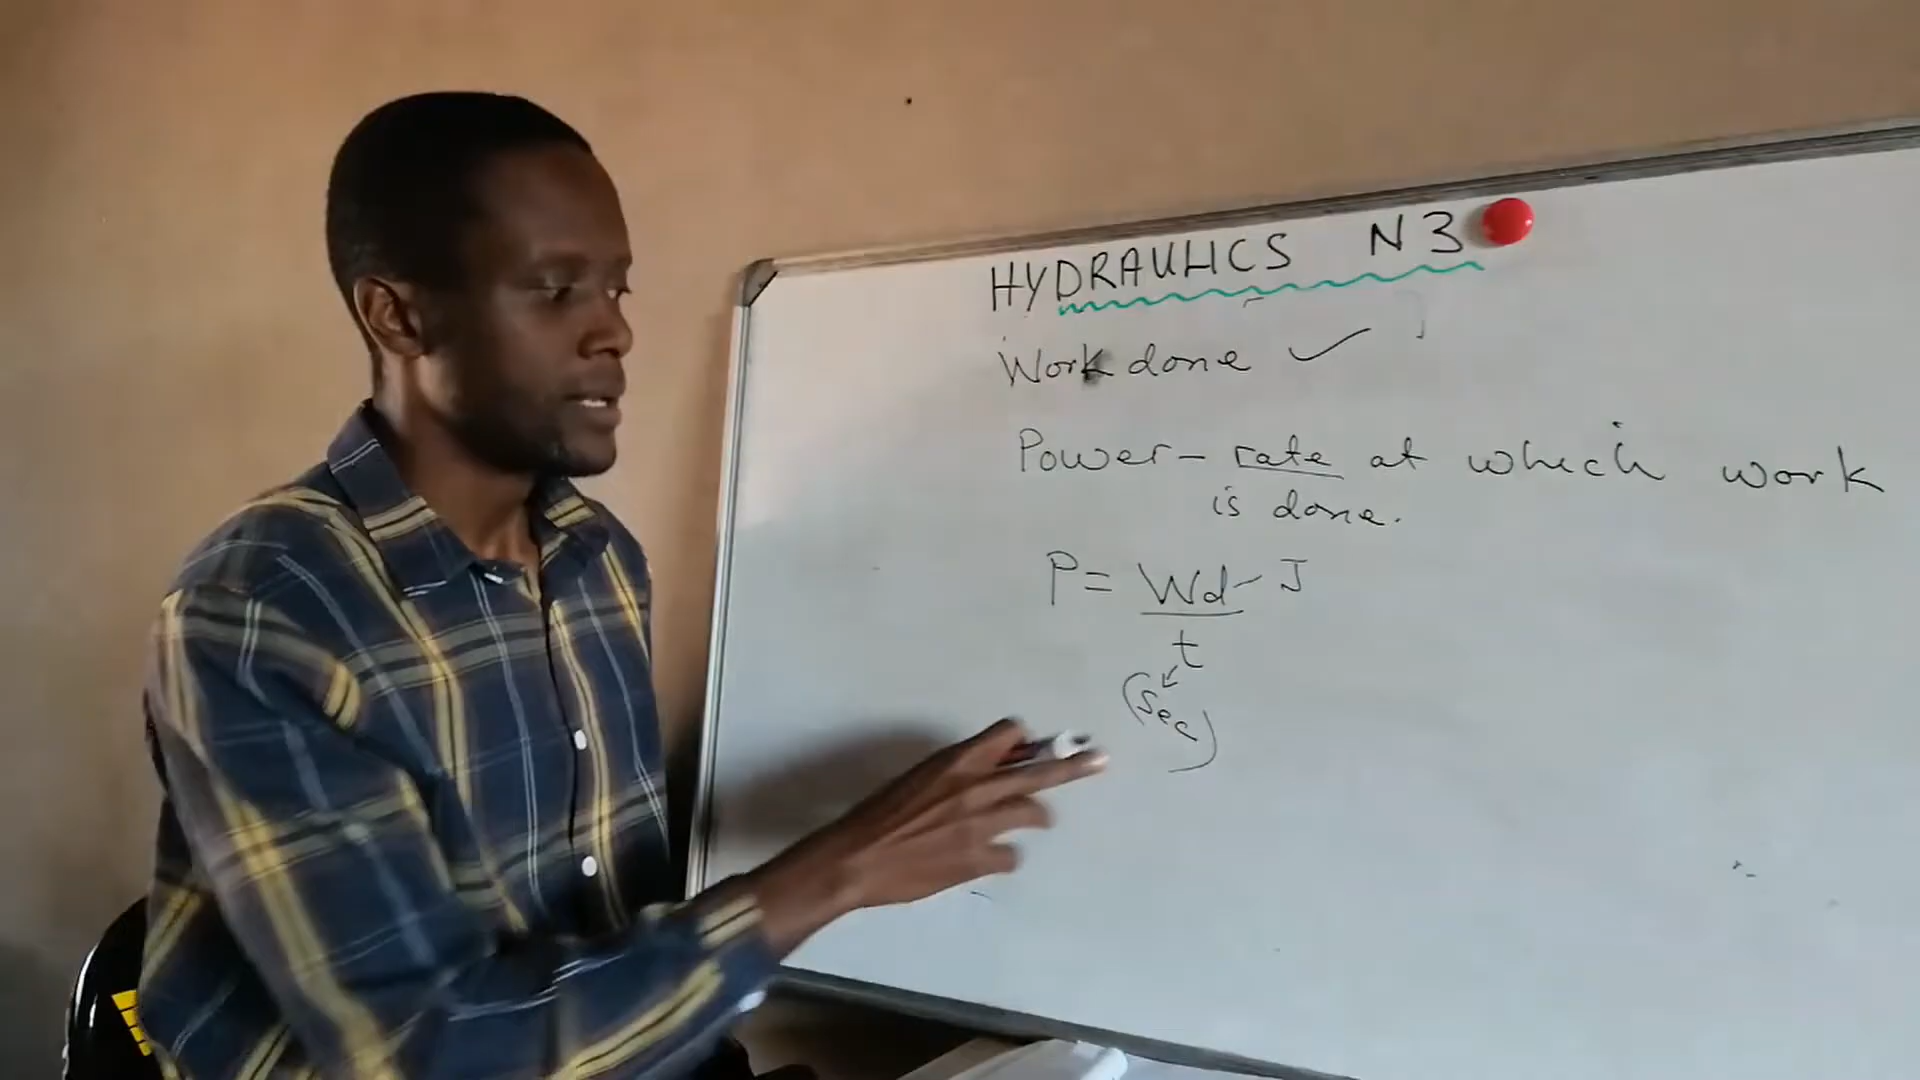 HYDRAULICS N3
Work done ✓
Power - rate at which work
is done.
P = Wd - J
t
(sec)